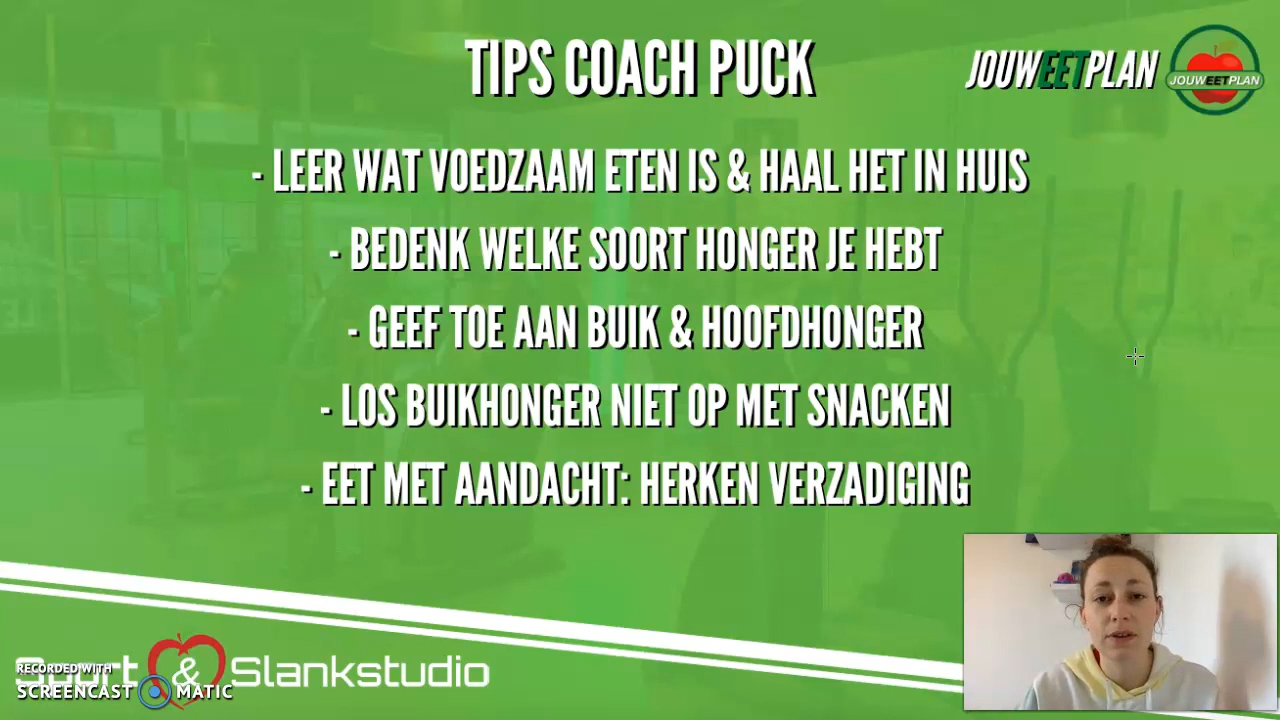 TIPS COACH PUCK
JOUWEETPLAN
JOUWEETPLAN
- LEER WAT VOEDZAAM ETEN IS & HAAL HET IN HUIS
- BEDENK WELKE SOORT HONGER JE HEBT
- GEEF TOE AAN BUIK & HOOFDHONGER
- LOS BUIKHONGER NIET OP MET SNACKEN
- EET MET AANDACHT: HERKEN VERZADIGING
Sport & Slankstudio
RECORDED WITH
SCREENCAST MATIC